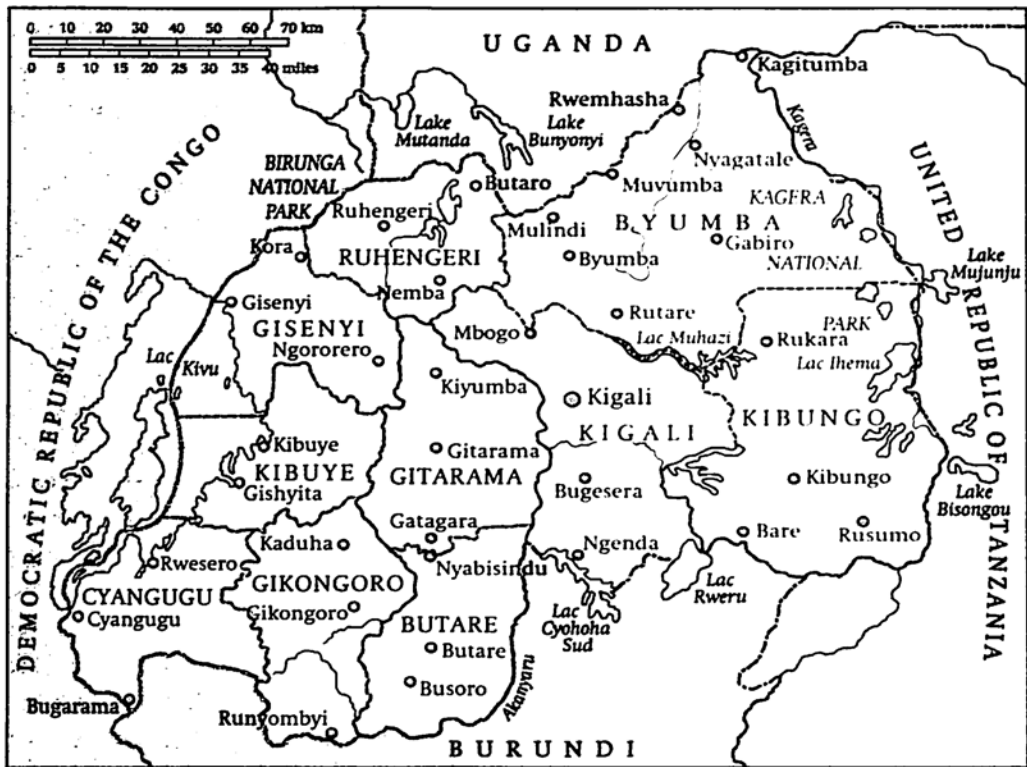 0 10 20 30 40 50 60 70 km
0 5 10 15 20 25 30 35 40 miles
UGANDA
Kagitumba
Rwemhasha
Lake
Mutanda
Lake
Bunyonyi
Kagera
Nyagatale
BIRUNGA
NATIONAL
PARK
Butaro
Muvumba
KAGERA
Ruhengeri
Mulindi
BYUMBA
Gabiro
Kora
RUHENGERI
Byumba
NATIONAL
Lake
Mujunju
Nemba
Gisenyi
Rutare
PARK
GISENYI
Mbogo
Lac Muhazi
Rukara
Ngororero
Lac Ihema
Lac
Kivu
Kiyumba
Kigali
KIGALI
KIBUNGO
Kibuye
KIBUYE
Gitarama
GITARAMA
Gishyita
Bugesera
Kibungo
Lake
Bisongou
Gatagara
Kaduha
Bare
Rusumo
Rwesero
Nyabisindu
Ngenda
GIKONGORO
CYANGUGU
Gikongoro
Lac
Rweru
Cyangugu
Lac
Cyohoha
Sud
BUTARE
Butare
Busoro
Akanyaru
Bugarama
Runyombyi
BURUNDI
DEMOCRATIC REPUBLIC OF THE CONGO
UNITED REPUBLIC OF TANZANIA